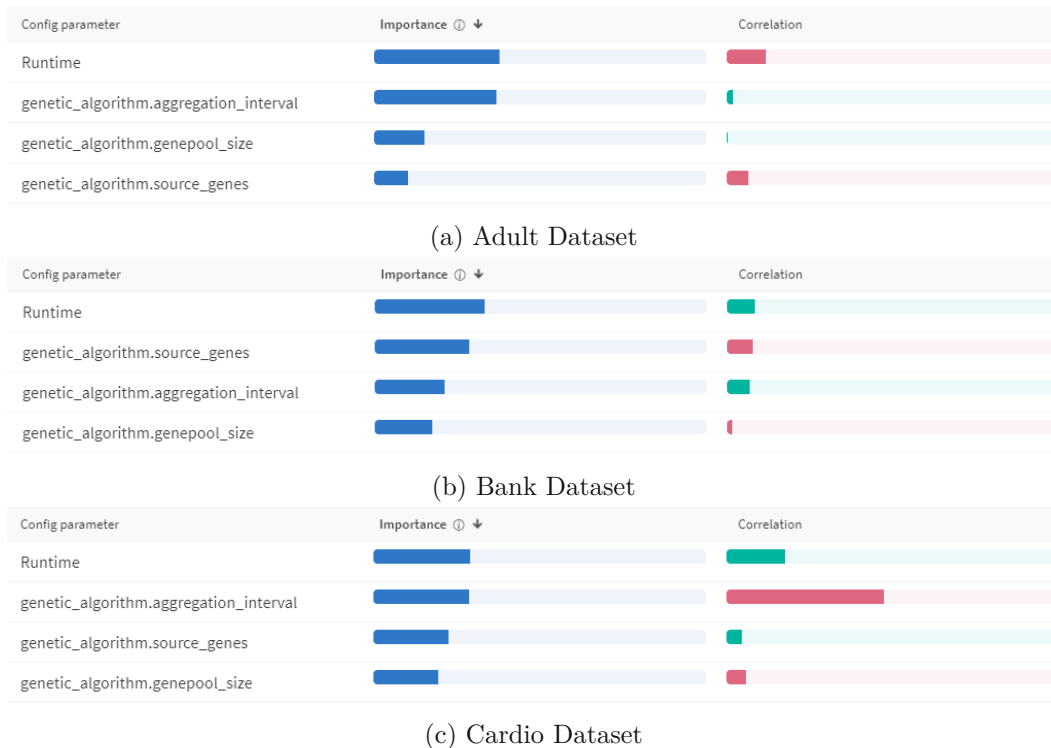 Config parameter Importance ⓘ ↓ Correlation
Runtime
genetic_algorithm.aggregation_interval
genetic_algorithm.genepool_size
genetic_algorithm.source_genes
(a) Adult Dataset
Config parameter Importance ⓘ ↓ Correlation
Runtime
genetic_algorithm.source_genes
genetic_algorithm.aggregation_interval
genetic_algorithm.genepool_size
(b) Bank Dataset
Config parameter Importance ⓘ ↓ Correlation
Runtime
genetic_algorithm.aggregation_interval
genetic_algorithm.source_genes
genetic_algorithm.genepool_size
(c) Cardio Dataset